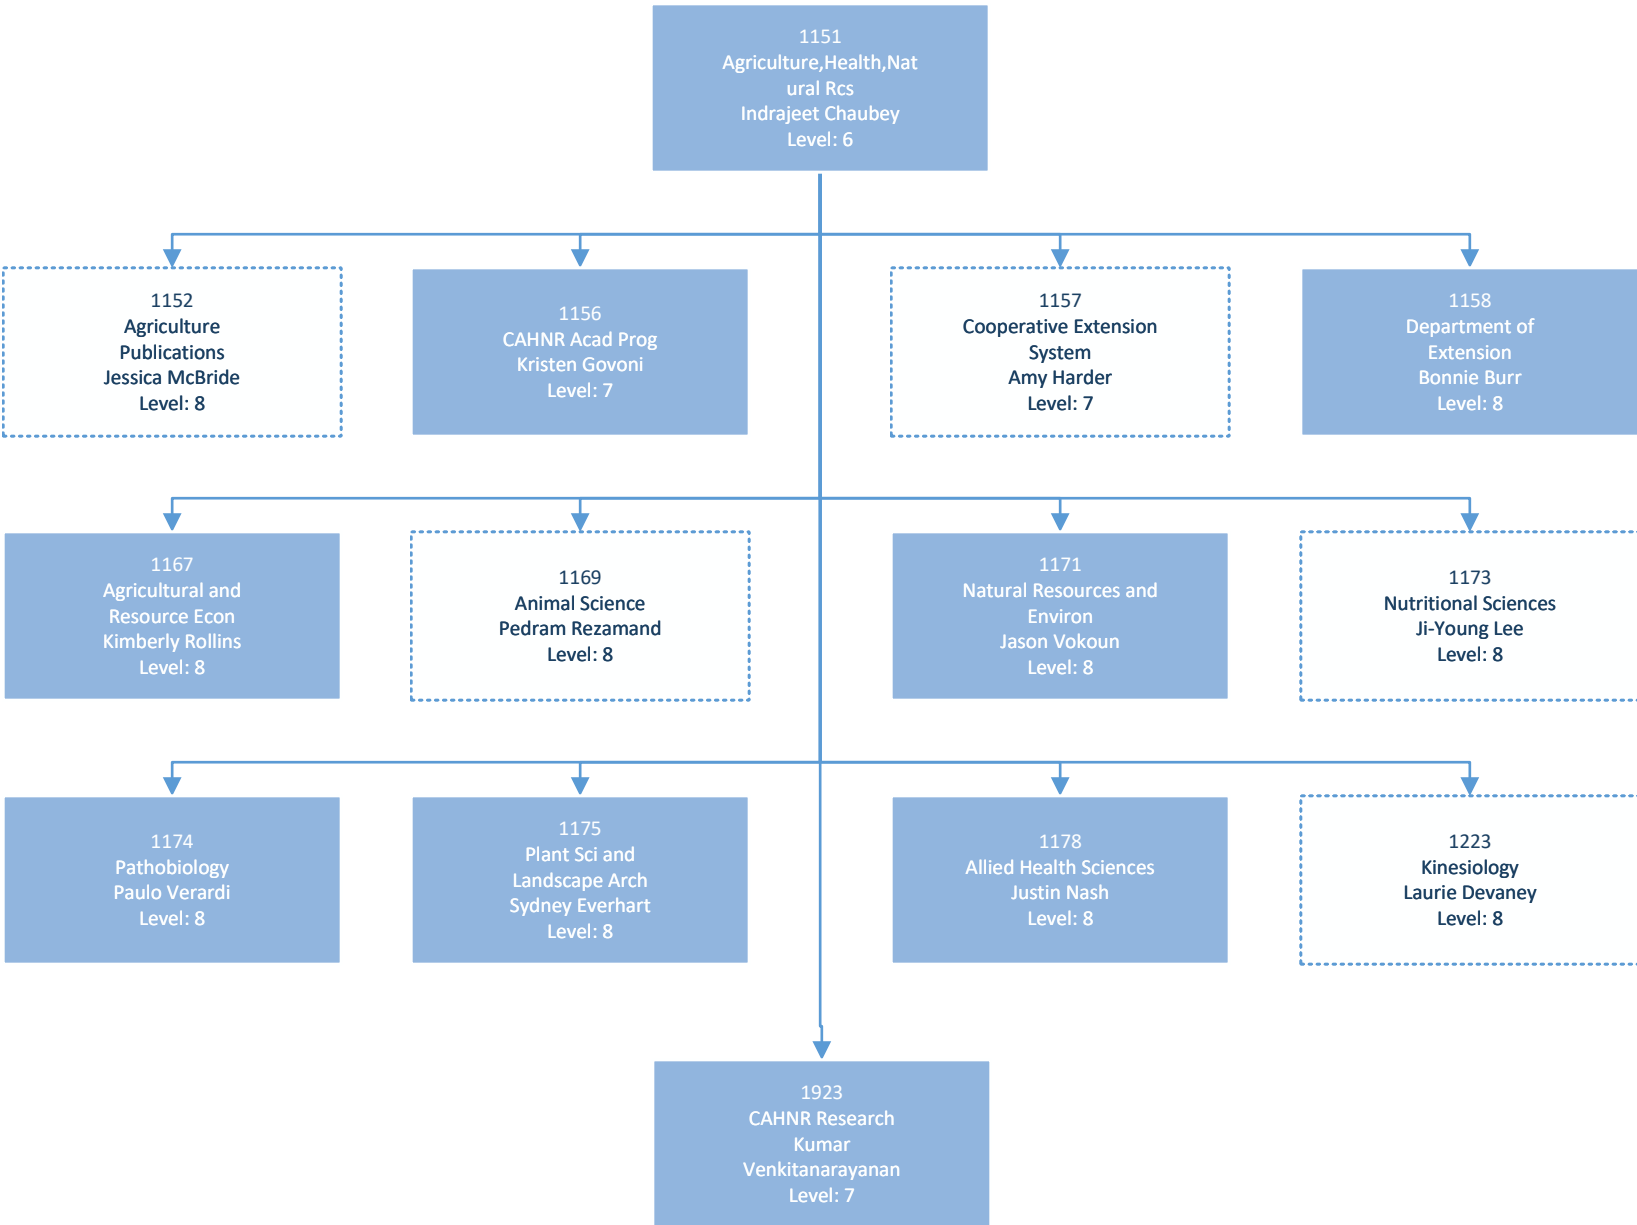 1151
Agriculture,Health,Nat
ural Rcs
Indrajeet Chaubey
Level: 6
1152
Agriculture
Publications
Jessica McBride
Level: 8
1156
CAHNR Acad Prog
Kristen Govoni
Level: 7
1157
Cooperative Extension
System
Amy Harder
Level: 7
1158
Department of
Extension
Bonnie Burr
Level: 8
1167
Agricultural and
Resource Econ
Kimberly Rollins
Level: 8
1169
Animal Science
Pedram Rezamand
Level: 8
1171
Natural Resources and
Environ
Jason Vokoun
Level: 8
1173
Nutritional Sciences
Ji-Young Lee
Level: 8
1174
Pathobiology
Paulo Verardi
Level: 8
1175
Plant Sci and
Landscape Arch
Sydney Everhart
Level: 8
1178
Allied Health Sciences
Justin Nash
Level: 8
1223
Kinesiology
Laurie Devaney
Level: 8
1923
CAHNR Research
Kumar
Venkitanarayanan
Level: 7